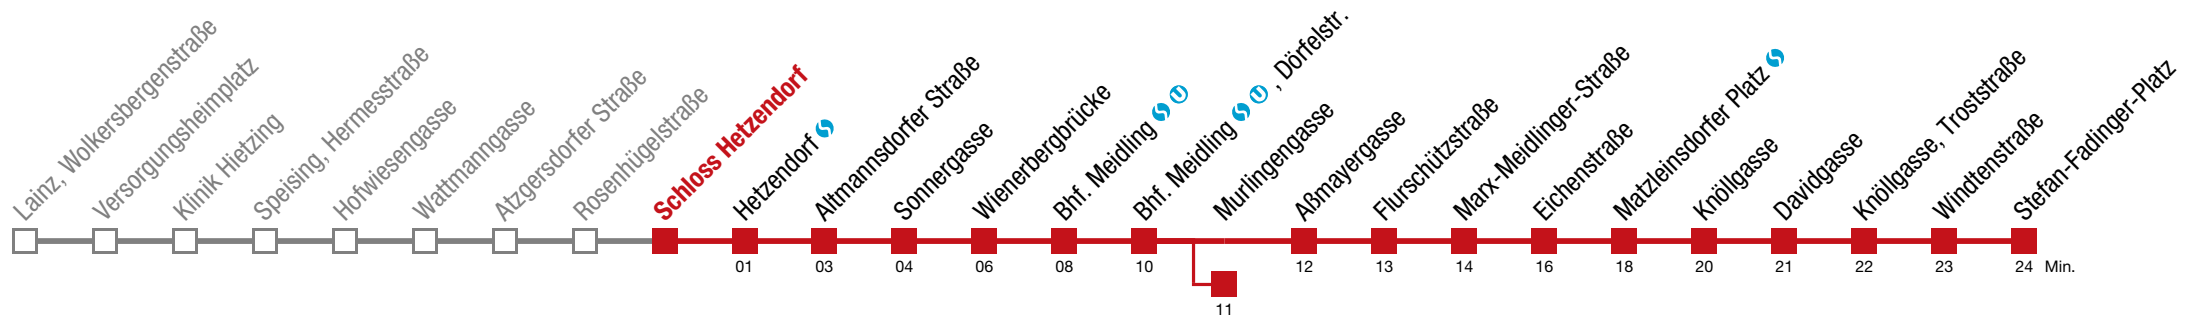 Lainz, Wolkersbergenstraße
Versorgungsheimplatz
Klinik Hietzing
Speising, Hermesstraße
Hofwiesengasse
Wattmanngasse
Atzgersdorfer Straße
Rosenhügelstraße
Schloss Hetzendorf
Hetzendorf S
Altmannsdorfer Straße
Sonnergasse
Wienerbergbrücke
Bhf. Meidling S U
Bhf. Meidling S U , Dörfelstr.
Murlingengasse
Aßmayergasse
Flurschützstraße
Marx-Meidlinger-Straße
Eichenstraße
Matzleinsdorfer Platz S
Knöllgasse
Davidgasse
Knöllgasse, Troststraße
Windtenstraße
Stefan-Fadinger-Platz
01 03 04 06 08 10 12 13 14 16 18 20 21 22 23 24 Min.
11